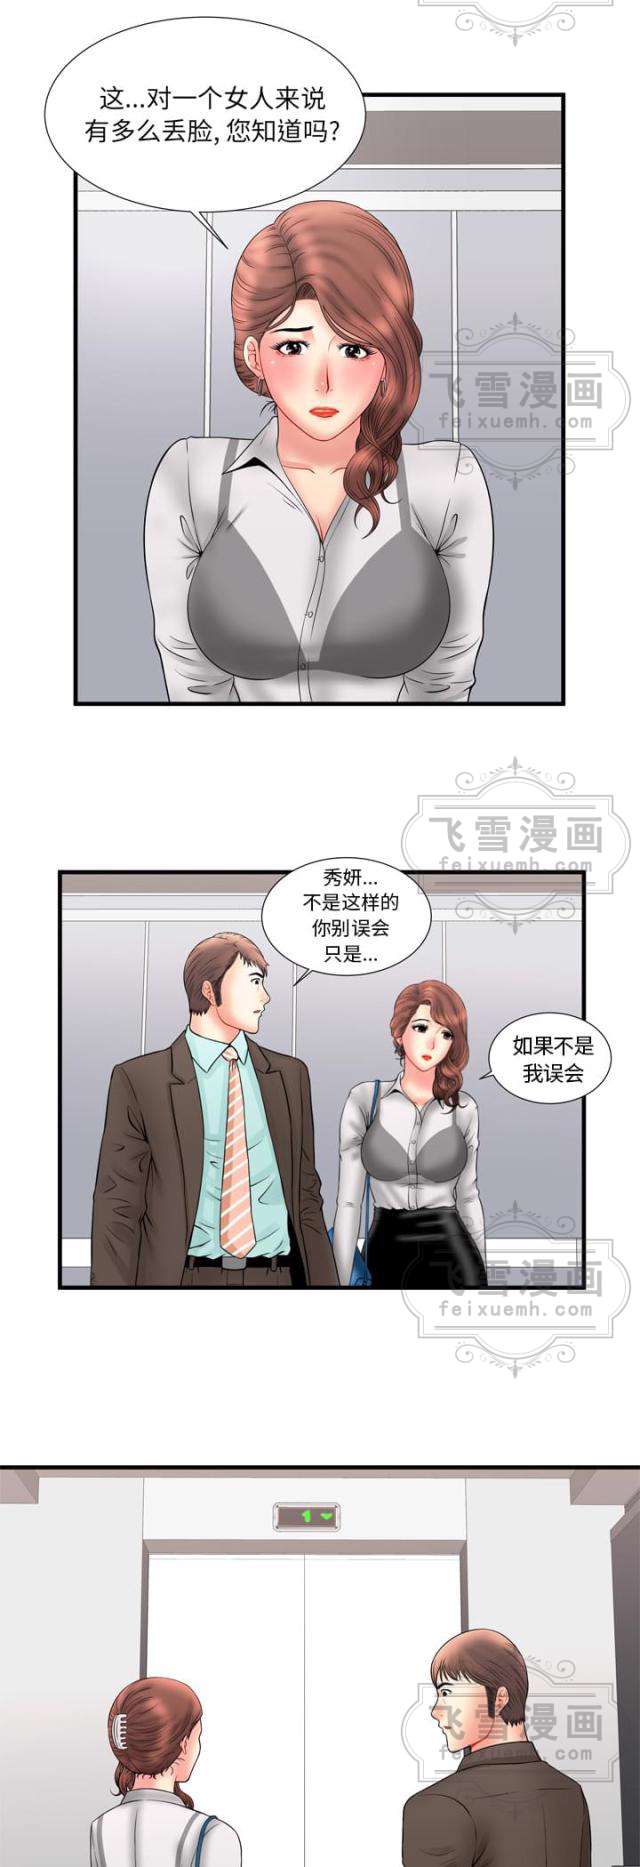 这...对一个女人来说
有多么丢脸, 您知道吗?
飞雪漫画
feixuemh.com
飞雪漫画
feixuemh.com
秀妍...
不是这样的
你别误会
只是...
如果不是
我误会
飞雪漫画
feixuemh.com
1
飞雪漫画
feixuemh.com